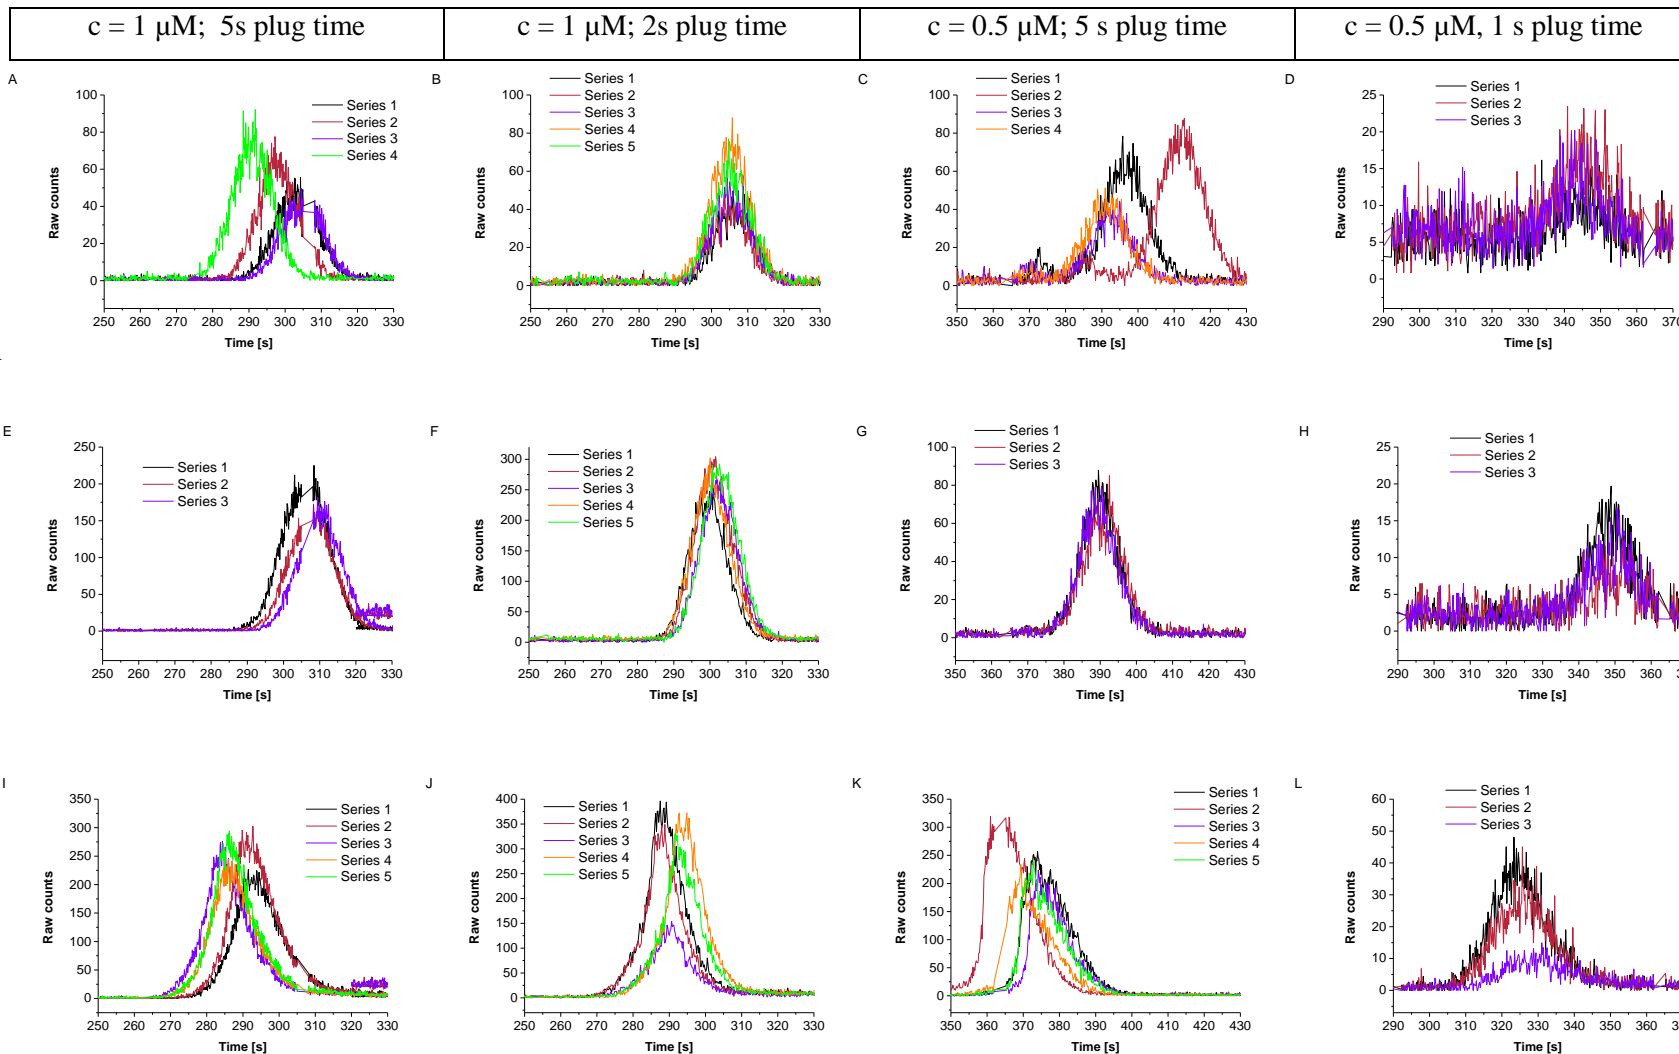 c = 1 µM; 5s plug time
c = 1 µM; 2s plug time
c = 0.5 µM; 5 s plug time
c = 0.5 µM, 1 s plug time
A
Series 1
Series 2
Series 3
Series 4
Raw counts
100
80
60
40
20
0
250 260 270 280 290 300 310 320 330
Time [s]
B
Series 1
Series 2
Series 3
Series 4
Series 5
Raw counts
100
80
60
40
20
0
250 260 270 280 290 300 310 320 330
Time [s]
C
Series 1
Series 2
Series 3
Series 4
Raw counts
100
80
60
40
20
0
350 360 370 380 390 400 410 420 430
Time [s]
D
Series 1
Series 2
Series 3
Raw counts
25
20
15
10
5
0
290 300 310 320 330 340 350 360 370
Time [s]
E
Series 1
Series 2
Series 3
Raw counts
250
200
150
100
50
0
250 260 270 280 290 300 310 320 330
Time [s]
F
Series 1
Series 2
Series 3
Series 4
Series 5
Raw counts
300
250
200
150
100
50
0
250 260 270 280 290 300 310 320 330
Time [s]
G
Series 1
Series 2
Series 3
Raw counts
100
80
60
40
20
0
350 360 370 380 390 400 410 420 430
Time [s]
H
Series 1
Series 2
Series 3
Raw counts
25
20
15
10
5
0
290 300 310 320 330 340 350 360
Time [s]
I
Series 1
Series 2
Series 3
Series 4
Series 5
Raw counts
350
300
250
200
150
100
50
0
250 260 270 280 290 300 310 320 330
Time [s]
J
Series 1
Series 2
Series 3
Series 4
Series 5
Raw counts
400
350
300
250
200
150
100
50
0
250 260 270 280 290 300 310 320 330
Time [s]
K
Series 1
Series 2
Series 3
Series 4
Series 5
Raw counts
350
300
250
200
150
100
50
0
350 360 370 380 390 400 410 420 430
Time [s]
L
Series 1
Series 2
Series 3
Raw counts
60
50
40
30
20
10
0
290 300 310 320 330 340 350 360
Time [s]